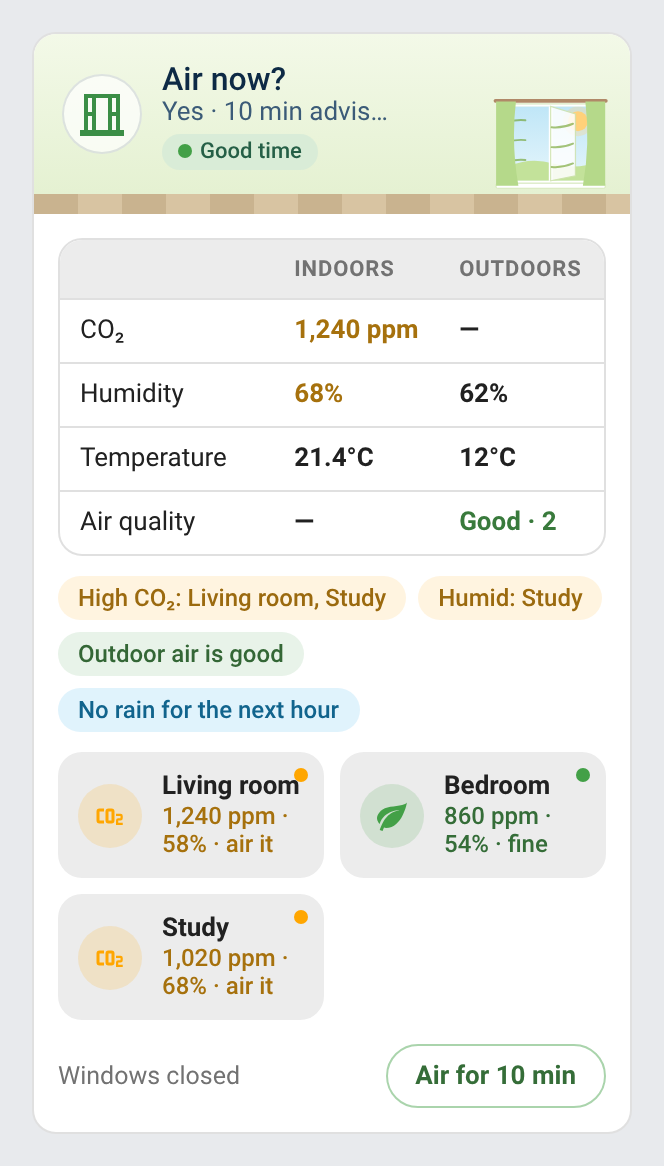 Air now?
Yes · 10 min advis…
Good time
INDOORS OUTDOORS
CO₂ 1,240 ppm –
Humidity 68% 62%
Temperature 21.4°C 12°C
Air quality – Good · 2
High CO₂: Living room, Study Humid: Study
Outdoor air is good
No rain for the next hour
Living room
1,240 ppm ·
58% · air it
Bedroom
860 ppm ·
54% · fine
Study
1,020 ppm ·
68% · air it
CO₂
CO₂
Windows closed Air for 10 min